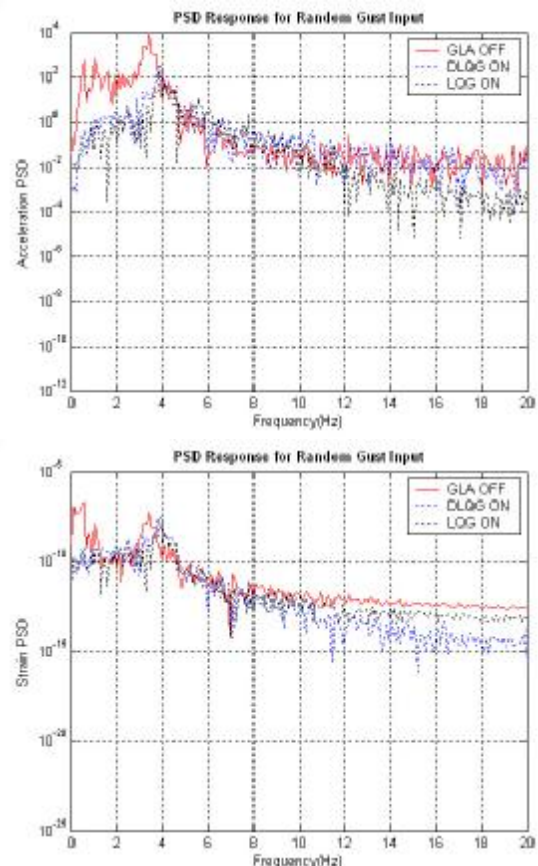 PSD Response for Random Gust Input
10^4
10^2
10^0
10^-2
10^-4
10^-6
10^-8
10^-10
10^-12
Acceleration PSD
GLA OFF
DLQG ON
LQG ON
0 2 4 6 8 10 12 14 16 18 20
Frequency(Hz)
PSD Response for Random Gust Input
10^-5
10^-10
10^-15
10^-20
10^-25
Strain PSD
GLA OFF
DLQG ON
LQG ON
0 2 4 6 8 10 12 14 16 18 20
Frequency(Hz)